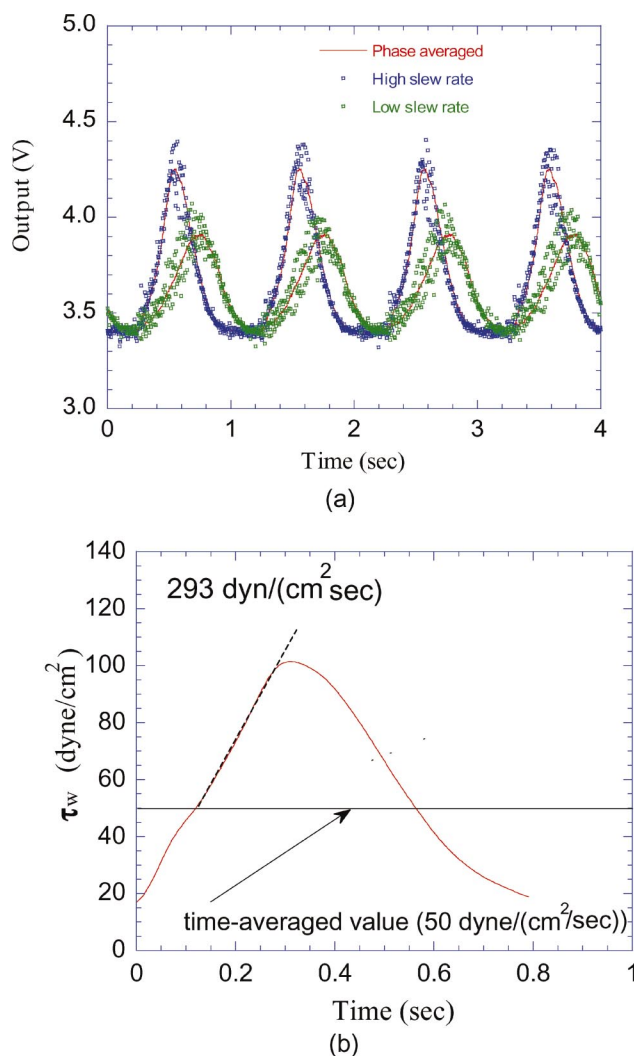 5.0
Phase averaged
High slew rate
Low slew rate
4.5
Output (V)
4.0
3.5
3.0
0 1 2 3 4
Time (sec)
(a)
140
293 dyn/(cm2sec)
120
100
τw (dyne/cm2)
80
60
40
20
time-averaged value (50 dyne/(cm2/sec))
0
0 0.2 0.4 0.6 0.8 1
Time (sec)
(b)